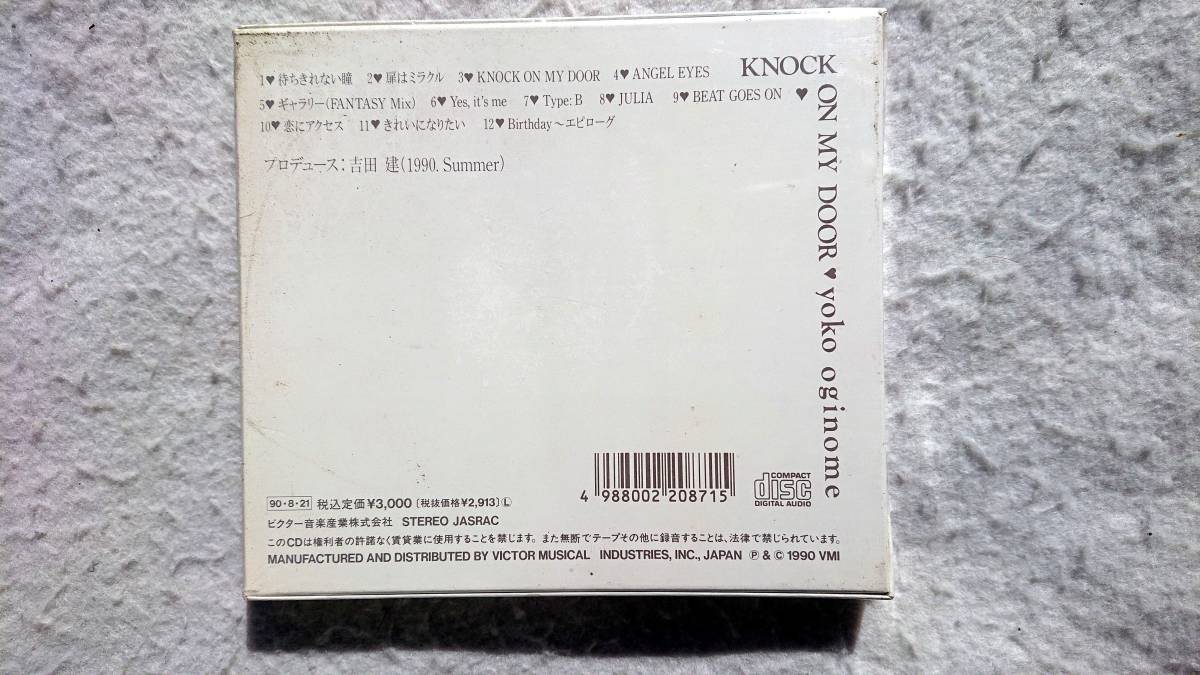 1♥待ちきれない瞳 2♥扉はミラクル 3♥KNOCK ON MY DOOR 4♥ANGEL EYES
5♥ギャラリー(FANTASY Mix) 6♥Yes, it's me 7♥Type: B 8♥JULIA 9♥BEAT GOES ON
10♥恋にアクセス 11♥きれいになりたい 12♥Birthday～エピローグ
プロデュース: 吉田 建(1990. Summer)
KNOCK ♥ ON MY DOOR ♥ yoko oginome
4 988002 208715
COMPACT
disc
DIGITAL AUDIO
90・8・21 税込定価¥3,000〔税抜価格¥2,913〕Ⓛ
ビクター音楽産業株式会社 STEREO JASRAC
このCDは権利者の許諾なく賃貸業に使用することを禁じます。また無断でテープその他に録音することは、法律で禁じられています。
MANUFACTURED AND DISTRIBUTED BY VICTOR MUSICAL INDUSTRIES, INC., JAPAN Ⓟ & © 1990 VMI